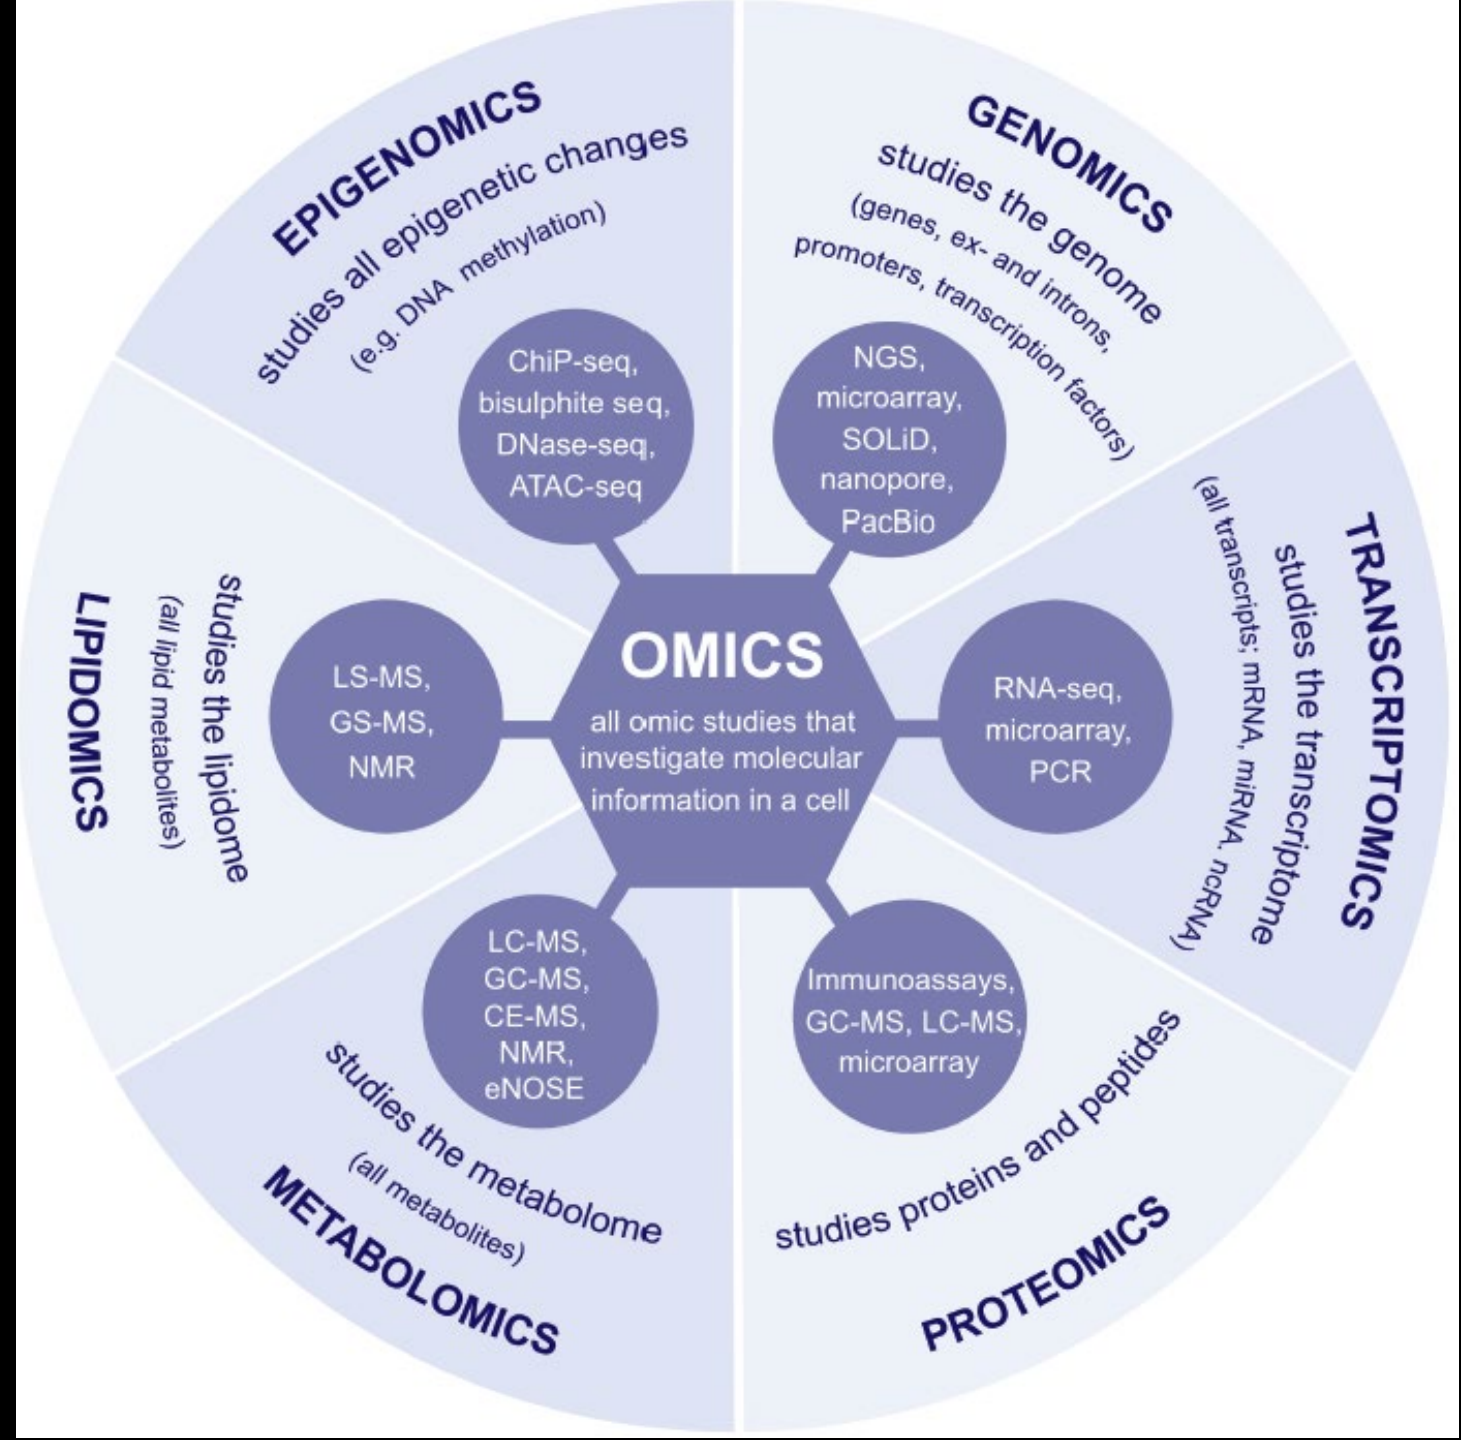 EPIGENOMICS
studies all epigenetic changes
(e.g. DNA methylation)
ChiP-seq,
bisulphite seq,
DNase-seq,
ATAC-seq
GENOMICS
studies the genome
(genes, ex- and introns,
promoters, transcription factors)
NGS,
microarray,
SOLiD,
nanopore,
PacBio
TRANSCRIPTOMICS
studies the transcriptome
(all transcripts; mRNA, miRNA. ncRNA)
RNA-seq,
microarray,
PCR
OMICS
all omic studies that
investigate molecular
information in a cell
LIPIDOMICS
studies the lipidome
(all lipid metabolites)
LS-MS,
GS-MS,
NMR
LC-MS,
GC-MS,
CE-MS,
NMR,
eNOSE
studies the metabolome
(all metabolites)
METABOLOMICS
Immunoassays,
GC-MS, LC-MS,
microarray
studies proteins and peptides
PROTEOMICS